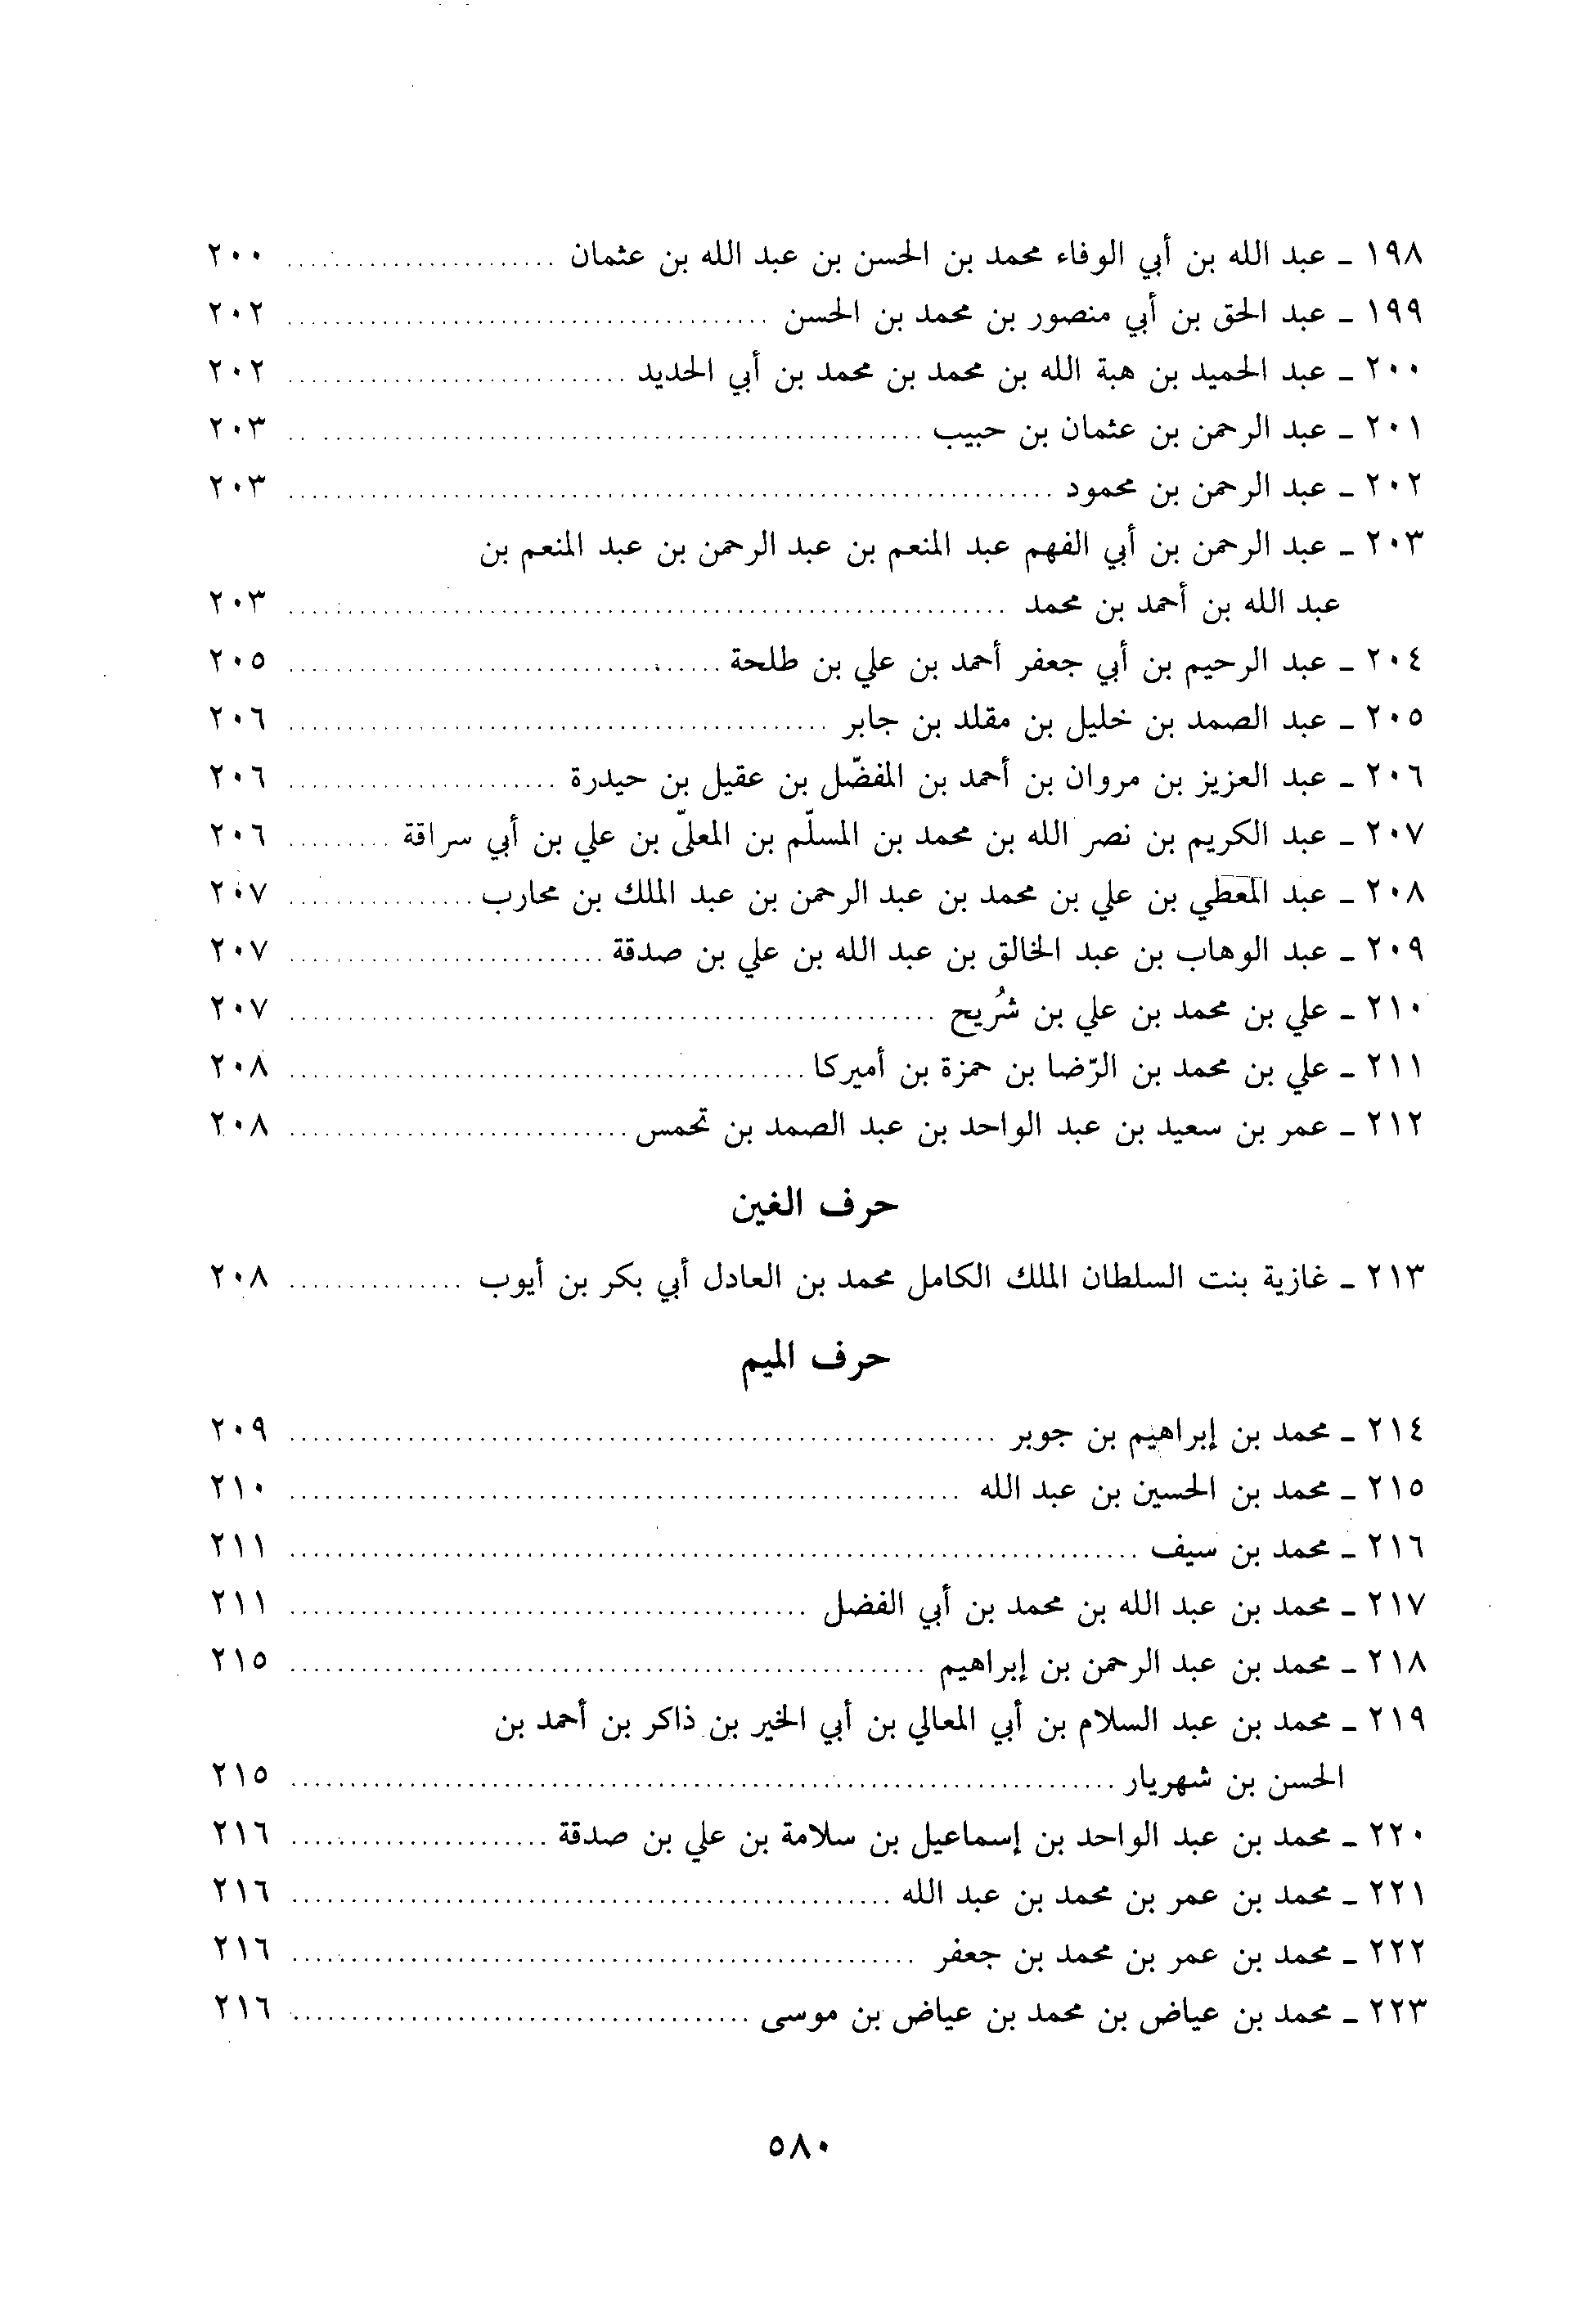 ١٩٨ ـ عبد الله بن أبي الوفاء محمد بن الحسن بن عبد الله بن عثمان ...................... ٢٠٠
١٩٩ ـ عبد الحق بن أبي منصور بن محمد بن الحسن ...................... ٢٠٢
٢٠٠ ـ عبد الحميد بن هبة الله بن محمد بن محمد بن أبي الحديد ...................... ٢٠٢
٢٠١ ـ عبد الرحمن بن عثمان بن حبيب ...................... ٢٠٣
٢٠٢ ـ عبد الرحمن بن محمود ...................... ٢٠٣
٢٠٣ ـ عبد الرحمن بن أبي الفهم عبد المنعم بن عبد الرحمن بن عبد المنعم بن
عبد الله بن أحمد بن محمد ...................... ٢٠٣
٢٠٤ ـ عبد الرحيم بن أبي جعفر أحمد بن علي بن طلحة ...................... ٢٠٥
٢٠٥ ـ عبد الصمد بن خليل بن مقلد بن جابر ...................... ٢٠٦
٢٠٦ ـ عبد العزيز بن مروان بن أحمد بن المفضّل بن عقيل بن حيدرة ...................... ٢٠٦
٢٠٧ ـ عبد الكريم بن نصر الله بن محمد بن المسلّم بن المعلىّ بن علي بن أبي سراقة ......... ٢٠٦
٢٠٨ ـ عبد المعطي بن علي بن محمد بن عبد الرحمن بن عبد الملك بن محارب ................ ٢٠٧
٢٠٩ ـ عبد الوهاب بن عبد الخالق بن عبد الله بن علي بن صدقة ...................... ٢٠٧
٢١٠ ـ علي بن محمد بن علي بن شُريح ...................... ٢٠٧
٢١١ ـ علي بن محمد بن الرّضا بن حمزة بن أميركا ...................... ٢٠٨
٢١٢ ـ عمر بن سعيد بن عبد الواحد بن عبد الصمد بن تحمس ...................... ٢٠٨
حرف الغين
٢١٣ ـ غازية بنت السلطان الملك الكامل محمد بن العادل أبي بكر بن أيوب ............... ٢٠٨
حرف الميم
٢١٤ ـ محمد بن إبراهيم بن جوبر ...................... ٢٠٩
٢١٥ ـ محمد بن الحسين بن عبد الله ...................... ٢١٠
٢١٦ ـ محمد بن سيف ...................... ٢١١
٢١٧ ـ محمد بن عبد الله بن محمد بن أبي الفضل ...................... ٢١١
٢١٨ ـ محمد بن عبد الرحمن بن إبراهيم ...................... ٢١٥
٢١٩ ـ محمد بن عبد السلام بن أبي المعالي بن أبي الخير بن ذاكر بن أحمد بن
الحسن بن شهريار ...................... ٢١٥
٢٢٠ ـ محمد بن عبد الواحد بن إسماعيل بن سلامة بن علي بن صدقة ...................... ٢١٦
٢٢١ ـ محمد بن عمر بن محمد بن عبد الله ...................... ٢١٦
٢٢٢ ـ محمد بن عمر بن محمد بن جعفر ...................... ٢١٦
٢٢٣ ـ محمد بن عياض بن محمد بن عياض بن موسى ...................... ٢١٦
٥٨٠